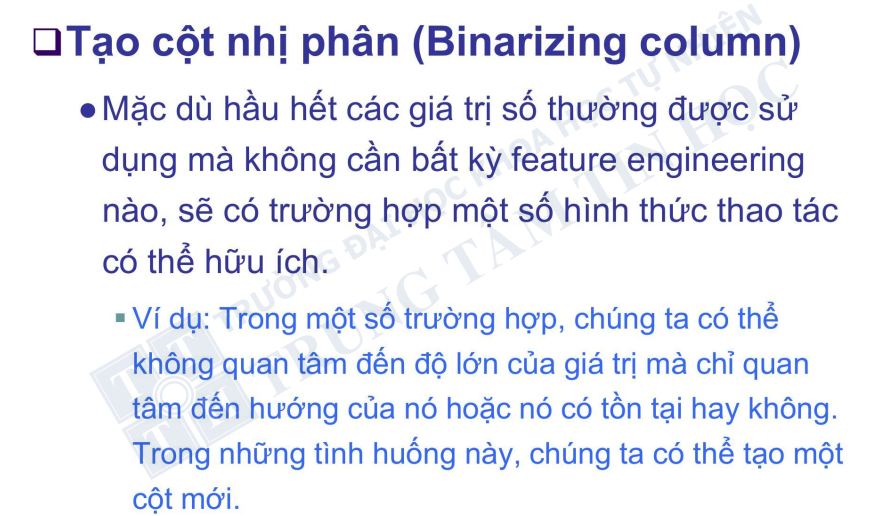 Tạo cột nhị phân (Binarizing column)
Mặc dù hầu hết các giá trị số thường được sử
dụng mà không cần bất kỳ feature engineering
nào, sẽ có trường hợp một số hình thức thao tác
có thể hữu ích.
Ví dụ: Trong một số trường hợp, chúng ta có thể
không quan tâm đến độ lớn của giá trị mà chỉ quan
tâm đến hướng của nó hoặc nó có tồn tại hay không.
Trong những tình huống này, chúng ta có thể tạo một
cột mới.
TRƯỜNG ĐẠI HỌC KHOA HỌC TỰ NHIÊN
TRUNG TÂM TIN HỌC